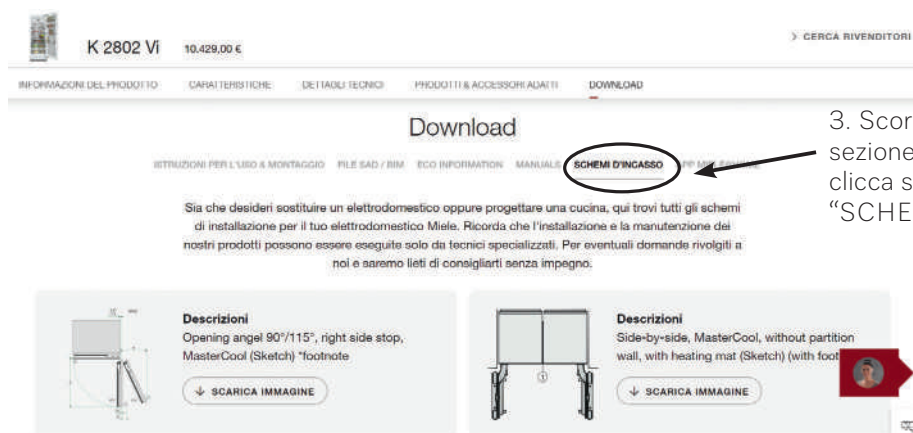 K 2802 Vi
10.429,00 €
> CERCA RIVENDITORI
INFORMAZIONI DEL PRODOTTO
CARATTERISTICHE
DETTAGLI TECNICI
PRODOTTI & ACCESSORI ADATTI
DOWNLOAD
Download
ISTRUZIONI PER L'USO & MONTAGGIO
FILE SAD / BIM
ECO INFORMATION
MANUALE
SCHEMI D'INCASSO
3. Scor
sezione
clicca s
"SCHE
Sia che desideri sostituire un elettrodomestico oppure progettare una cucina, qui trovi tutti gli schemi
di installazione per il tuo elettrodomestico Miele. Ricorda che l'installazione e la manutenzione dei
nostri prodotti possono essere eseguite solo da tecnici specializzati. Per eventuali domande rivolgiti a
noi e saremo lieti di consigliarti senza impegno.
Descrizioni
Opening angel 90°/115°, right side stop,
MasterCool (Sketch) *footnote
SCARICA IMMAGINE
Descrizioni
Side-by-side, MasterCool, without partition
wall, with heating mat (Sketch) (with foot
SCARICA IMMAGINE